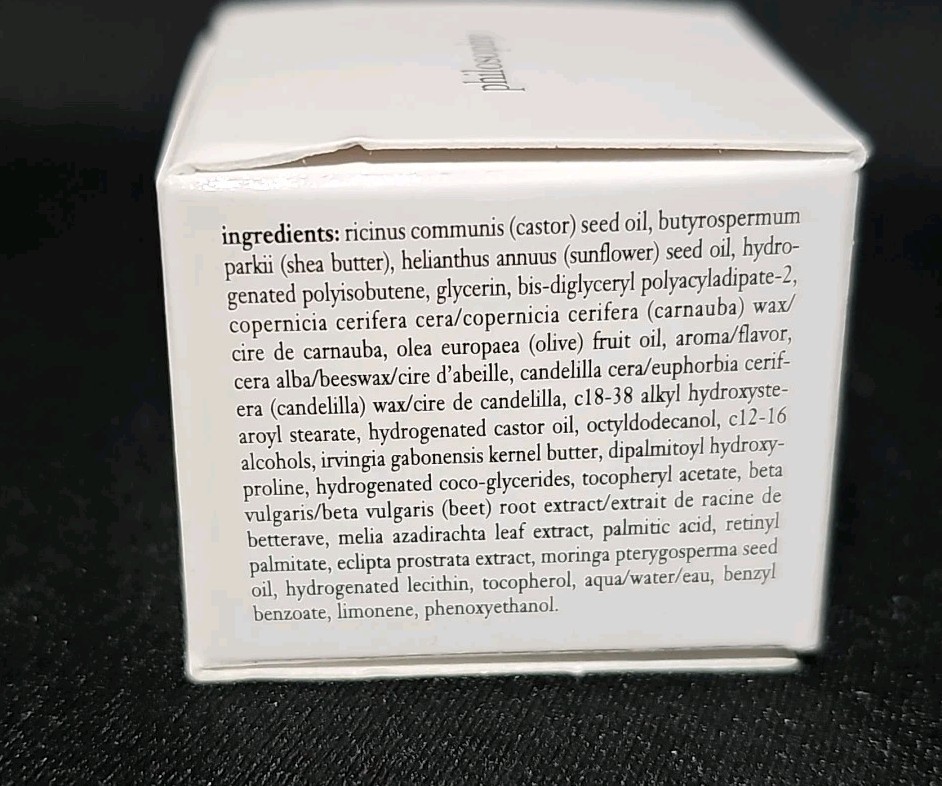 philosophy
ingredients: ricinus communis (castor) seed oil, butyrospermum
parkii (shea butter), helianthus annuus (sunflower) seed oil, hydro-
genated polyisobutene, glycerin, bis-diglyceryl polyacyladipate-2,
copernicia cerifera cera/copernicia cerifera (carnauba) wax/
cire de carnauba, olea europaea (olive) fruit oil, aroma/flavor,
cera alba/beeswax/cire d'abeille, candelilla cera/euphorbia cerif-
era (candelilla) wax/cire de candelilla, c18-38 alkyl hydroxyste-
aroyl stearate, hydrogenated castor oil, octyldodecanol, c12-16
alcohols, irvingia gabonensis kernel butter, dipalmitoyl hydroxy-
proline, hydrogenated coco-glycerides, tocopheryl acetate, beta
vulgaris/beta vulgaris (beet) root extract/extrait de racine de
betterave, melia azadirachta leaf extract, palmitic acid, retinyl
palmitate, eclipta prostrata extract, moringa pterygosperma seed
oil, hydrogenated lecithin, tocopherol, aqua/water/eau, benzyl
benzoate, limonene, phenoxyethanol.